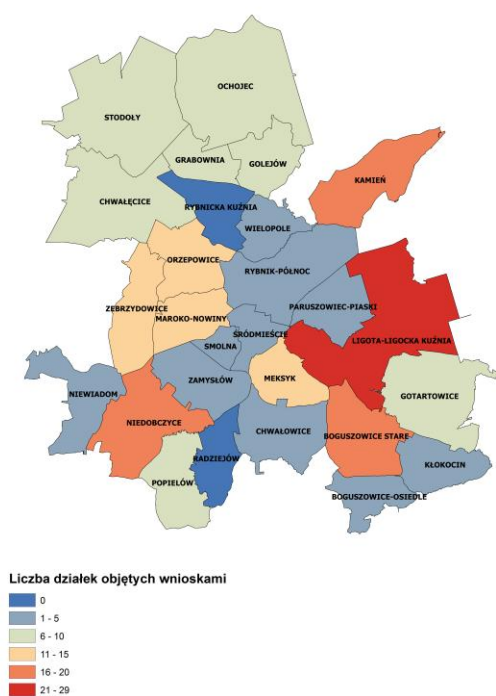 OCHOJEC
STODOŁY
GRABOWNIA
GOLEJÓW
KAMIEŃ
CHWAŁĘCICE
RYBNICKA KUŹNIA
WIELOPOLE
ORZEPOWICE
RYBNIK-PÓŁNOC
ZEBRZYDOWICE
PARUSZOWIEC-PIASKI
MAROKO-NOWINY
ŚRÓDMIEŚCIE
LIGOTA-LIGOCKA KUŹNIA
SMOLNA
ZAMYSŁÓW
MEKSYK
NIEWIADOM
GOTARTOWICE
NIEDOBCZYCE
CHWAŁOWICE
BOGUSZOWICE STARE
RADZIEJÓW
KŁOKOCIN
POPIELÓW
BOGUSZOWICE-OSIEDLE
Liczba działek objętych wnioskami
0
1 - 5
6 - 10
11 - 15
16 - 20
21 - 29